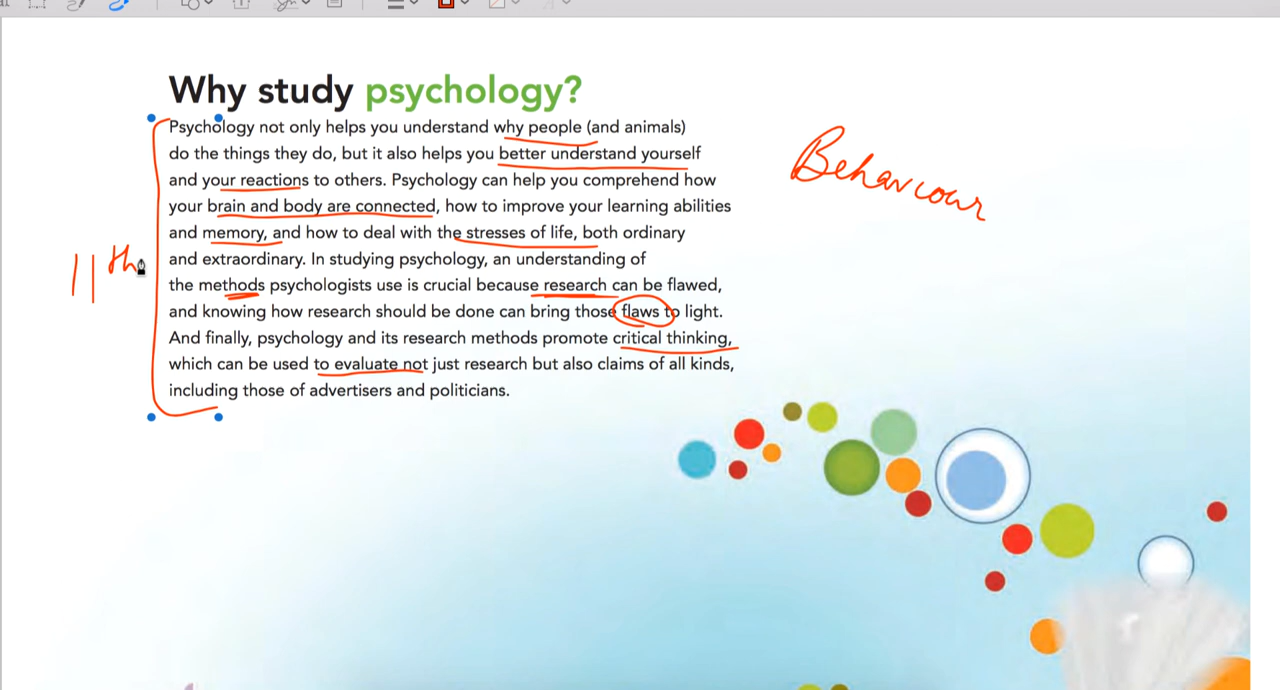 Why study psychology?
Psychology not only helps you understand why people (and animals)
do the things they do, but it also helps you better understand yourself
and your reactions to others. Psychology can help you comprehend how
your brain and body are connected, how to improve your learning abilities
and memory, and how to deal with the stresses of life, both ordinary
and extraordinary. In studying psychology, an understanding of
the methods psychologists use is crucial because research can be flawed,
and knowing how research should be done can bring those flaws to light.
And finally, psychology and its research methods promote critical thinking,
which can be used to evaluate not just research but also claims of all kinds,
including those of advertisers and politicians.
Behaviour
11th